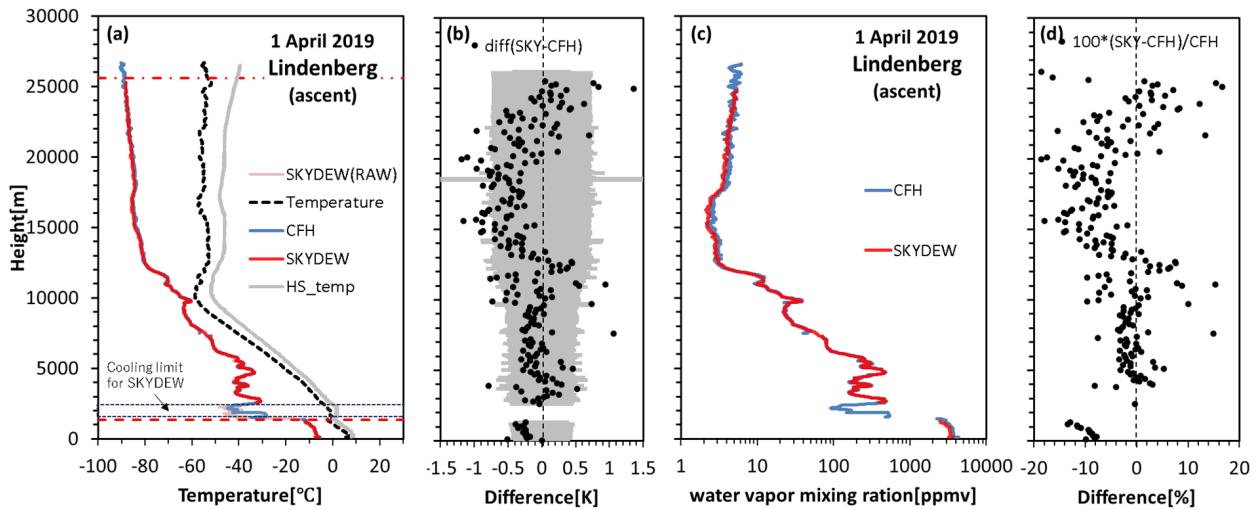 (a)
1 April 2019
Lindenberg
(ascent)
SKYDEW(RAW)
Temperature
CFH
SKYDEW
HS_temp
Cooling limit
for SKYDEW
30000
25000
20000
15000
10000
5000
0
Height[m]
-100 -80 -60 -40 -20 0 20
Temperature[℃]
(b)
diff(SKY-CFH)
-1.5 -1 -0.5 0 0.5 1 1.5
Difference[K]
(c)
1 April 2019
Lindenberg
(ascent)
CFH
SKYDEW
1 10 100 1000 10000
water vapor mixing ration[ppmv]
(d)
100*(SKY-CFH)/CFH
-20 -10 0 10 20
Difference[%]